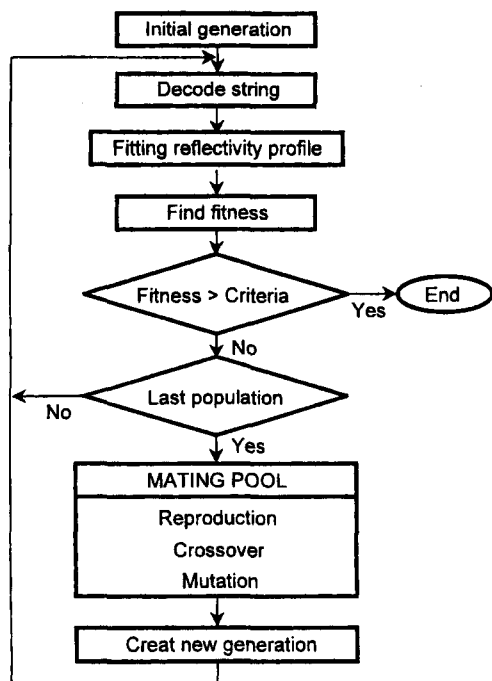 Initial generation
Decode string
Fitting reflectivity profile
Find fitness
Fitness > Criteria
Yes
End
No
Last population
No
Yes
MATING POOL
Reproduction
Crossover
Mutation
Creat new generation